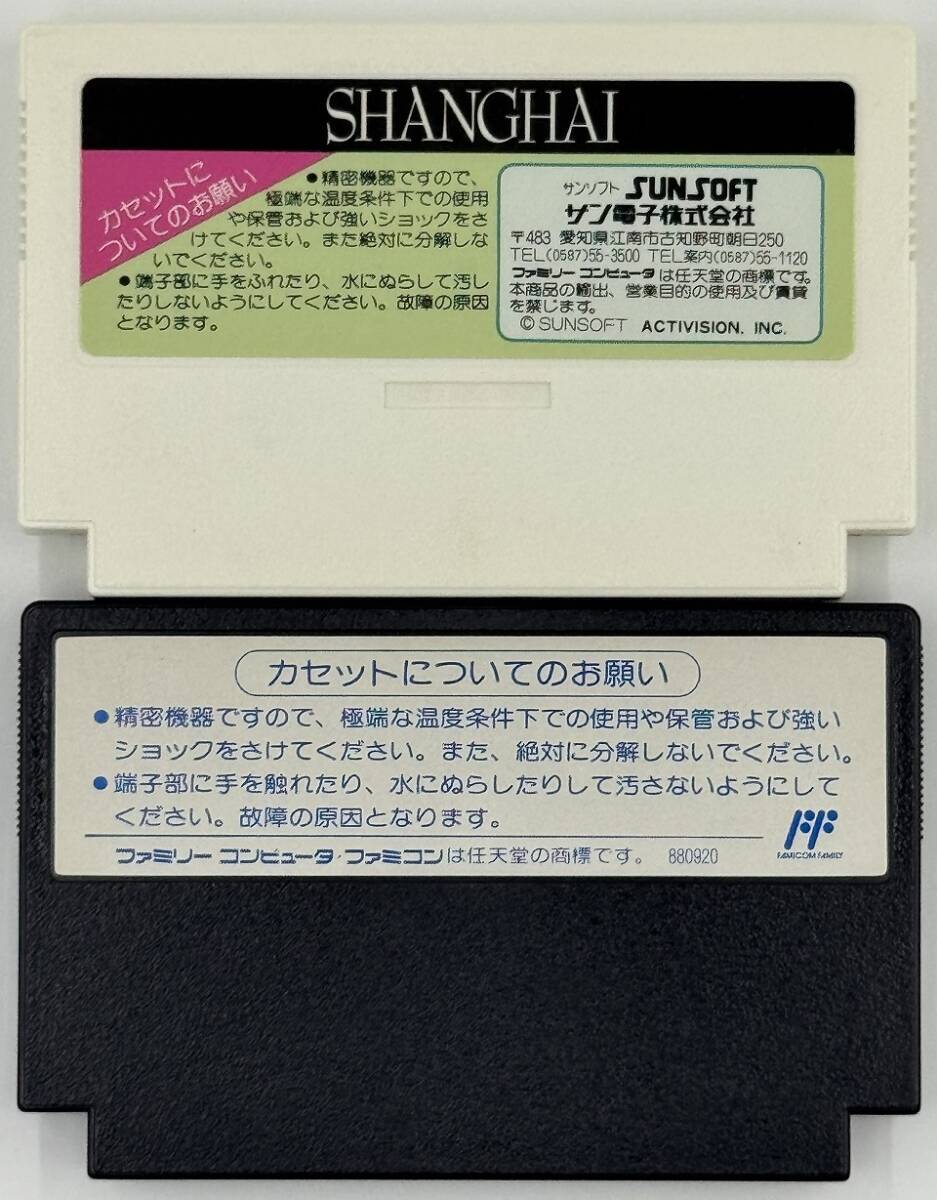 SHANGHAI
カセットに
ついてのお願い
●精密機器ですので、
極端な温度条件下での使用
や保管および強いショックをさ
けてください。また絶対に分解しな
いでください。
●端子部に手をふれたり、水にぬらして汚し
たりしないようにしてください。故障の原因
となります。
サンソフト SUNSOFT
サン電子株式会社
〒483 愛知県江南市古知野町朝日250
TEL(0587)55-3500 TEL案内(0587)55-1120
ファミリー コンピュータは任天堂の商標です。
本商品の輸出、営業目的の使用及び賃貸
を禁じます。
© SUNSOFT ACTIVISION, INC.
カセットについてのお願い
●精密機器ですので、極端な温度条件下での使用や保管および強い
ショックをさけてください。また、絶対に分解しないでください。
●端子部に手を触れたり、水にぬらしたりして汚さないようにして
ください。故障の原因となります。
ファミリー コンピュータ・ファミコンは任天堂の商標です。 880920
FAMICOM FAMILY